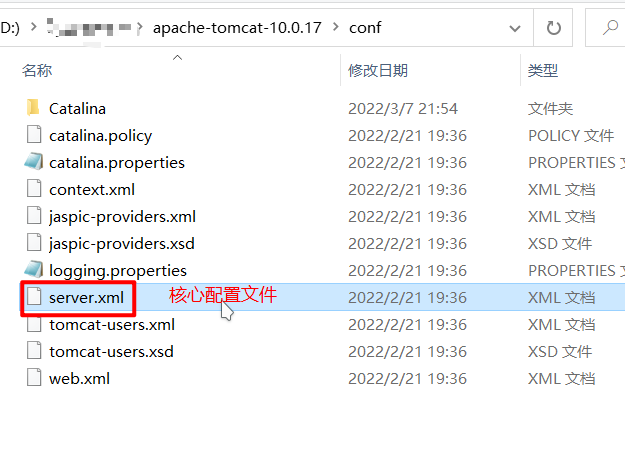 D:) > > apache-tomcat-10.0.17 > conf
名称 修改日期 类型
Catalina 2022/3/7 21:54 文件夹
catalina.policy 2022/2/21 19:36 POLICY 文件
catalina.properties 2022/2/21 19:36 PROPERTIES 文
context.xml 2022/2/21 19:36 XML 文档
jaspic-providers.xml 2022/2/21 19:36 XML 文档
jaspic-providers.xsd 2022/2/21 19:36 XSD 文件
logging.properties 2022/2/21 19:36 PROPERTIES 文
server.xml 核心配置文件 2022/2/21 19:36 XML 文档
tomcat-users.xml 2022/2/21 19:36 XML 文档
tomcat-users.xsd 2022/2/21 19:36 XSD 文件
web.xml 2022/2/21 19:36 XML 文档